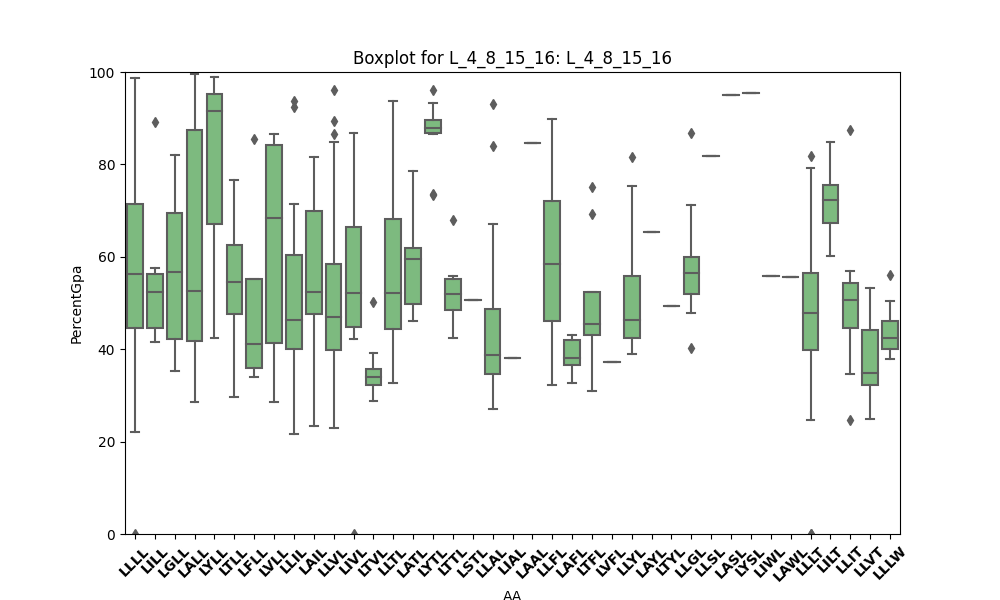 Boxplot for L_4_8_15_16: L_4_8_15_16
PercentGpa
100
80
60
40
20
0
LLLL LILL LGLL LALL LYLL LTLL LFLL LVLL LLIL LAIL LLVL LIVL LTVL LLTL LATL LYTL LTTL LSTL LLAL LIAL LAAL LLFL LAFL LTFL LVFL LLYL LAYL LTYL LLGL LLSL LASL LYSL LIWL LAWL LLLT LILT LLIT LLVT LLLW
AA